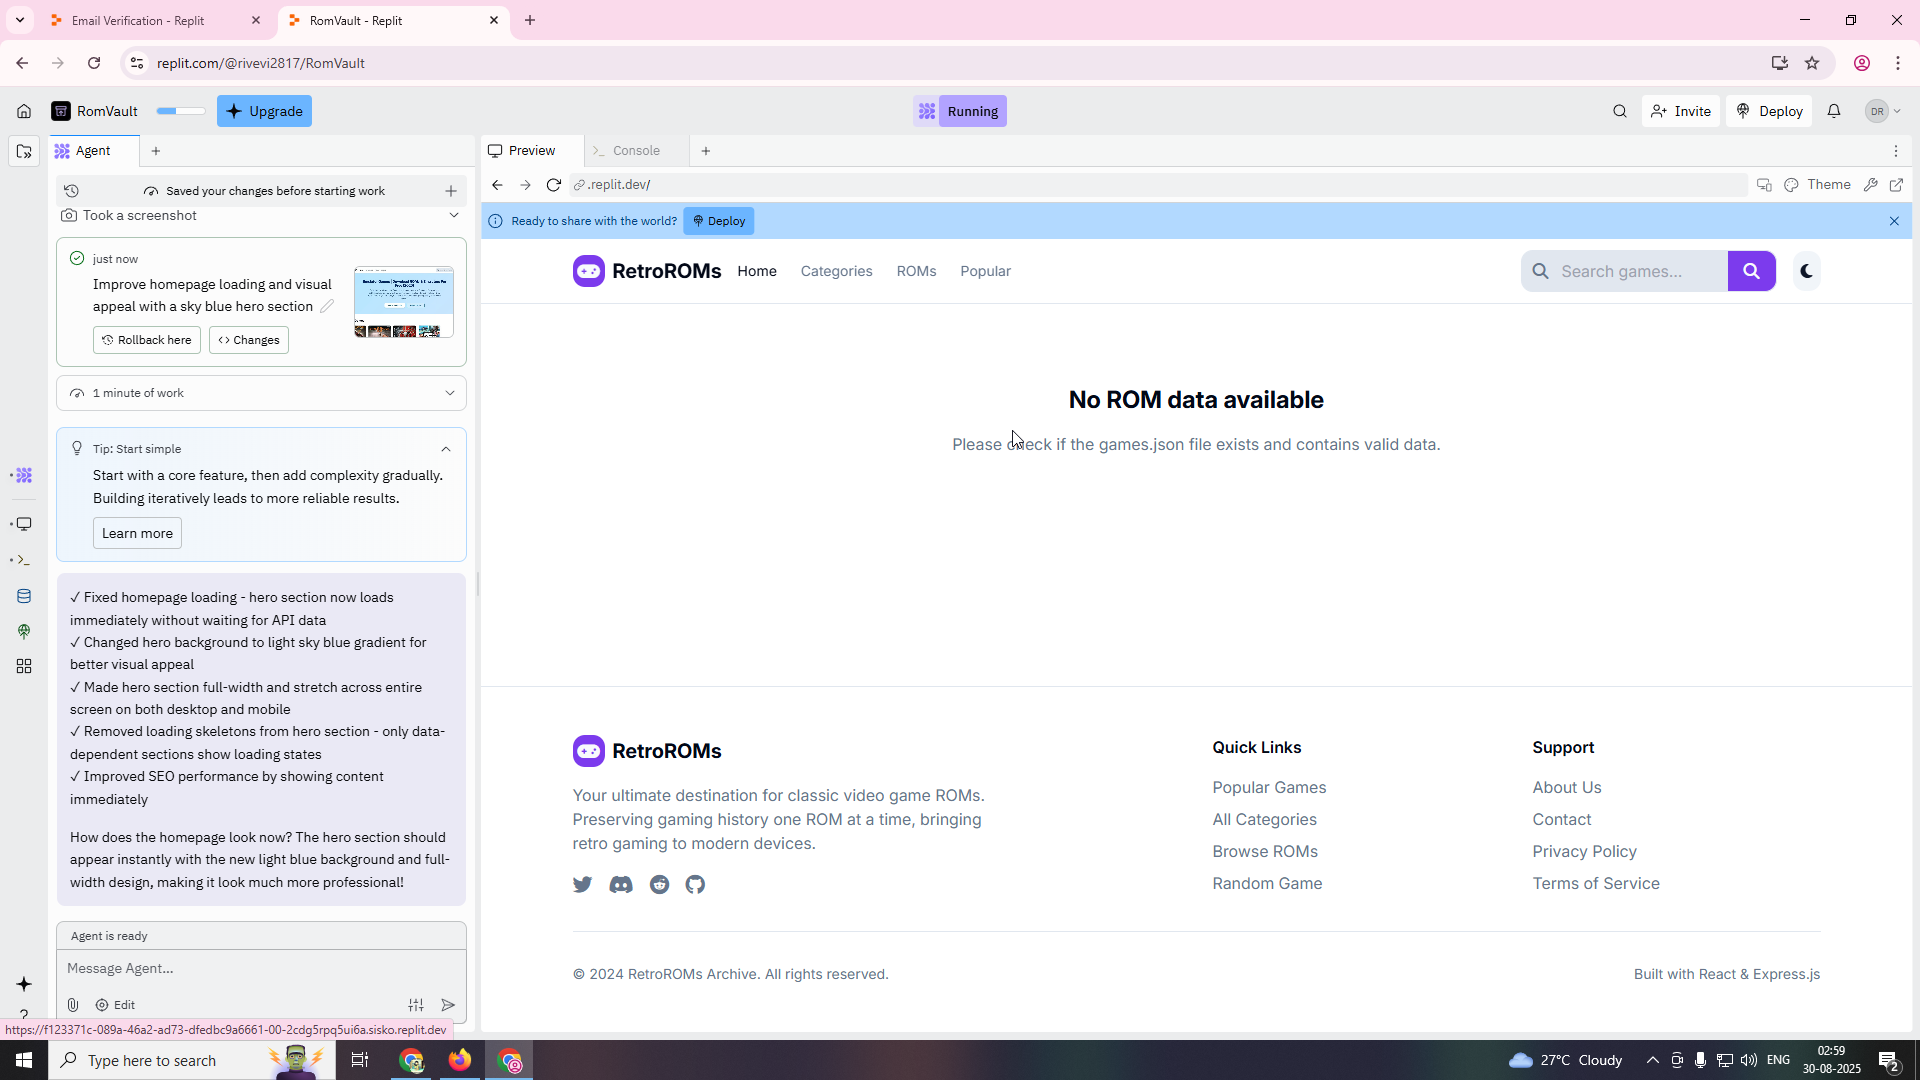 Email Verification - Replit
RomVault - Replit
replit.com/@rivevi2817/RomVault
RomVault
Upgrade
Running
Invite
Deploy
DR
Agent
Saved your changes before starting work
Took a screenshot
just now
Improve homepage loading and visual
appeal with a sky blue hero section
Rollback here
Changes
1 minute of work
Tip: Start simple
Start with a core feature, then add complexity gradually.
Building iteratively leads to more reliable results.
Learn more
✓ Fixed homepage loading - hero section now loads
immediately without waiting for API data
✓ Changed hero background to light sky blue gradient for
better visual appeal
✓ Made hero section full-width and stretch across entire
screen on both desktop and mobile
✓ Removed loading skeletons from hero section - only data-
dependent sections show loading states
✓ Improved SEO performance by showing content
immediately
How does the homepage look now? The hero section should
appear instantly with the new light blue background and full-
width design, making it look much more professional!
Agent is ready
Message Agent...
Edit
https://f123371c-089a-46a2-ad73-dfedbc9a6661-00-2cdg5rpq5ui6a.sisko.replit.dev
Preview
Console
.replit.dev/
Theme
Ready to share with the world?
Deploy
RetroROMs
Home
Categories
ROMs
Popular
Search games...
No ROM data available
Please check if the games.json file exists and contains valid data.
RetroROMs
Your ultimate destination for classic video game ROMs.
Preserving gaming history one ROM at a time, bringing
retro gaming to modern devices.
Quick Links
Popular Games
All Categories
Browse ROMs
Random Game
Support
About Us
Contact
Privacy Policy
Terms of Service
© 2024 RetroROMs Archive. All rights reserved.
Built with React & Express.js
Type here to search
27°C Cloudy
ENG
02:59
30-08-2025
2